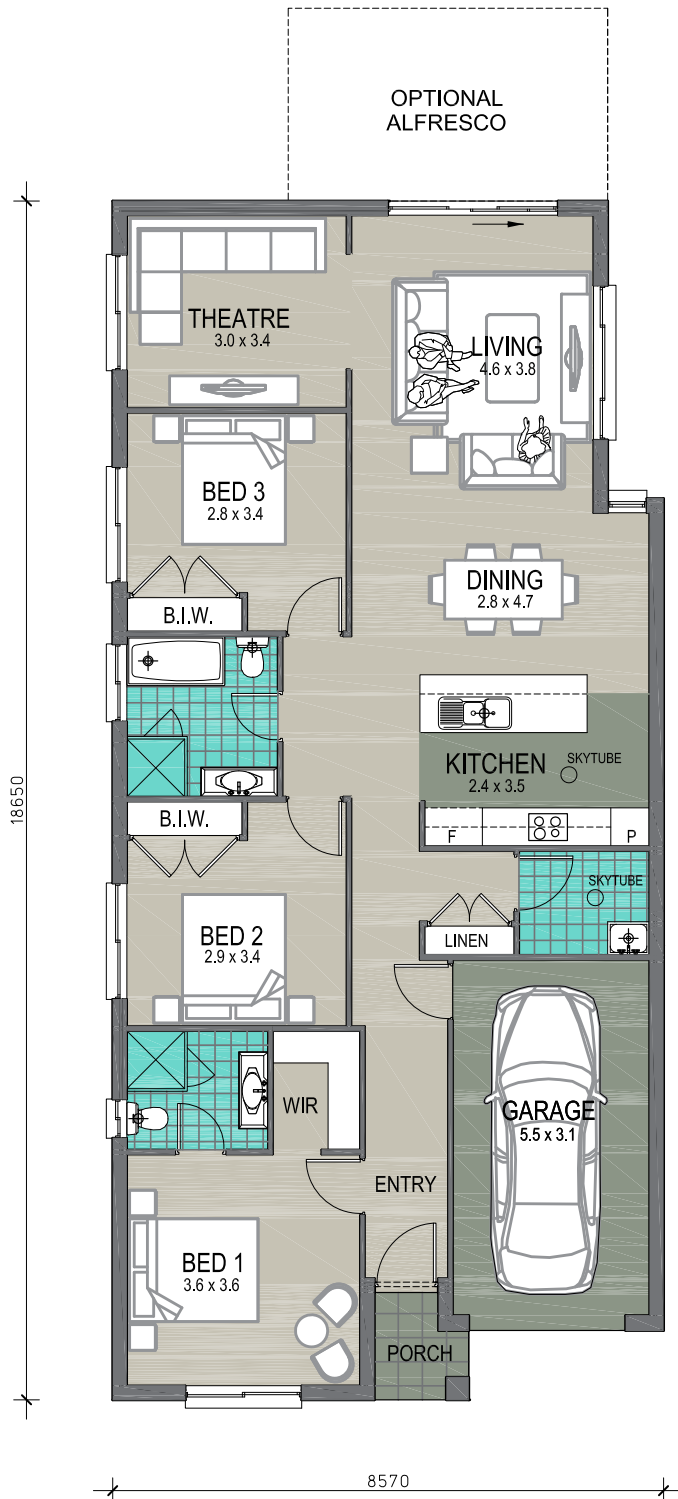 OPTIONAL
ALFRESCO
THEATRE
3.0 x 3.4
LIVING
4.6 x 3.8
BED 3
2.8 x 3.4
DINING
2.8 x 4.7
B.I.W.
KITCHEN
2.4 x 3.5
SKYTUBE
18650
B.I.W.
F
P
SKYTUBE
BED 2
2.9 x 3.4
LINEN
WIR
GARAGE
5.5 x 3.1
ENTRY
BED 1
3.6 x 3.6
PORCH
8570